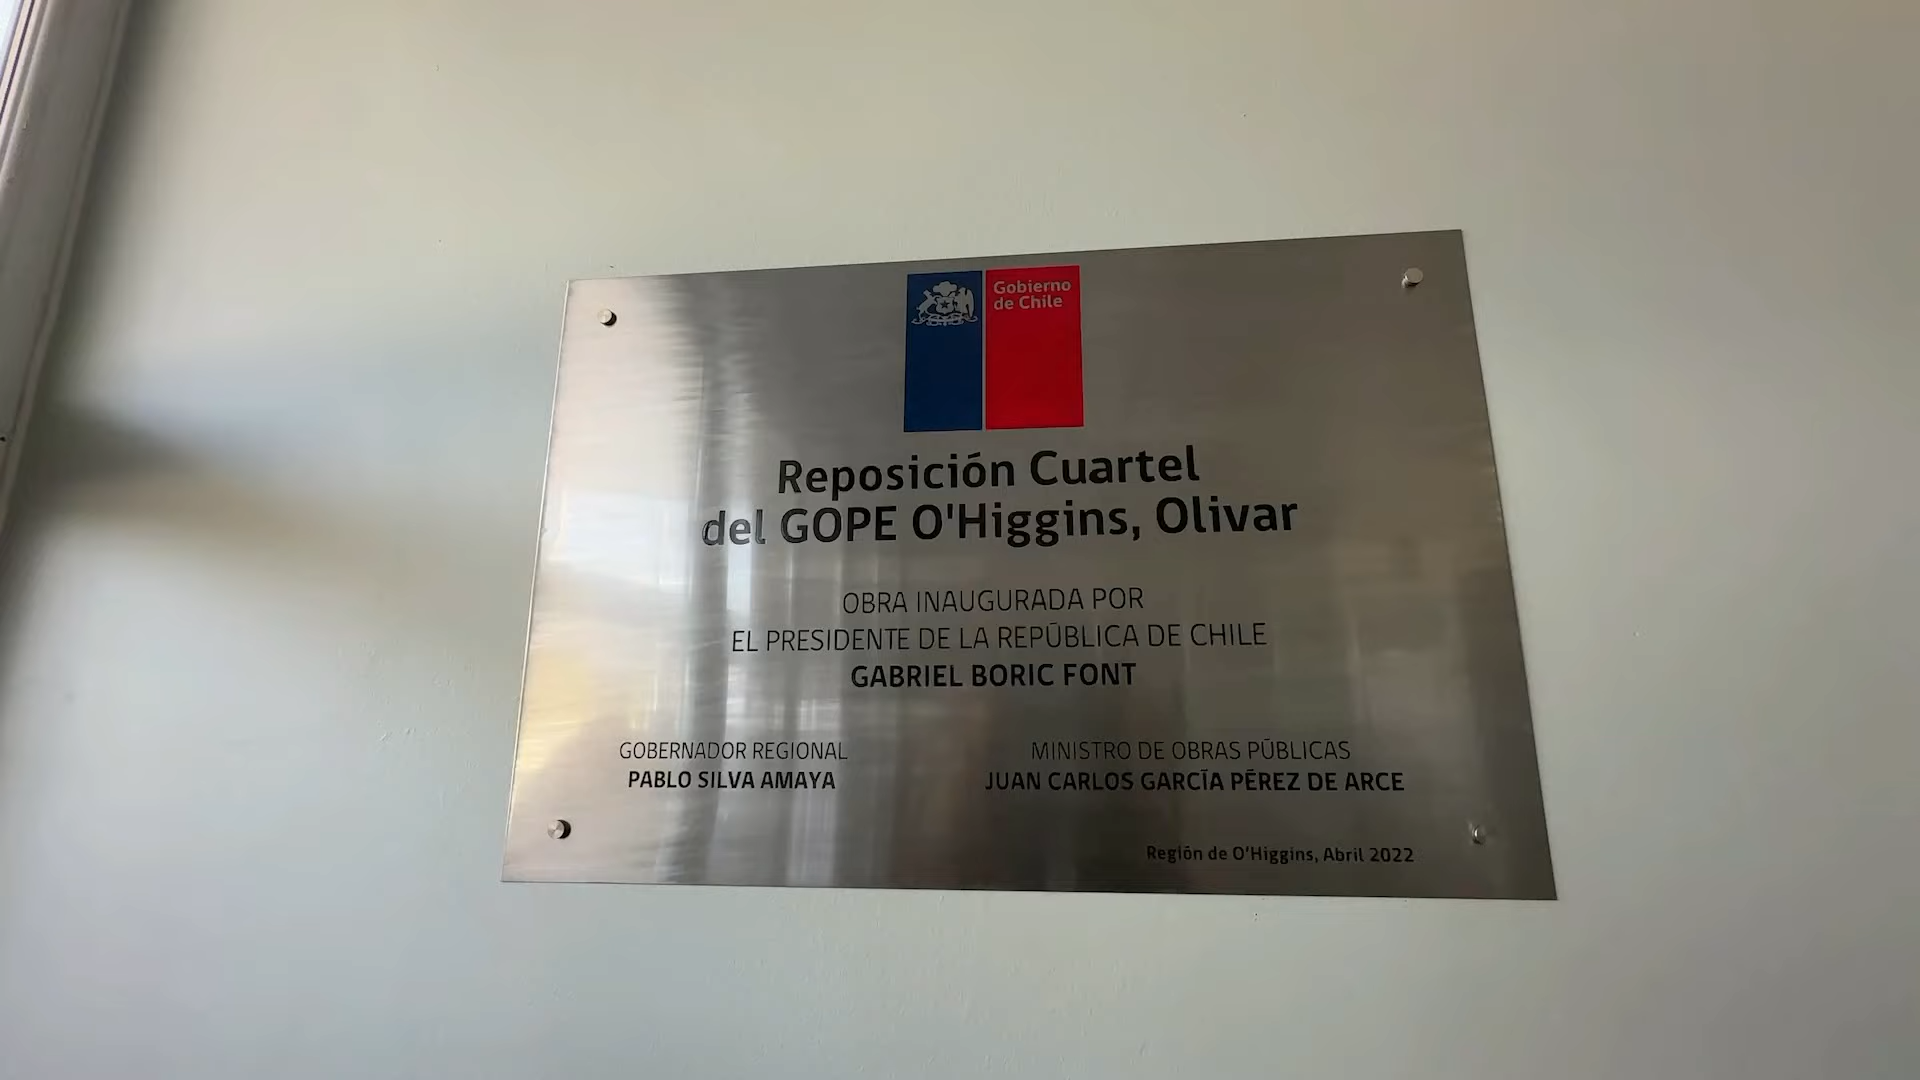 Gobierno
de Chile
Reposición Cuartel
del GOPE O'Higgins, Olivar
OBRA INAUGURADA POR
EL PRESIDENTE DE LA REPÚBLICA DE CHILE
GABRIEL BORIC FONT
GOBERNADOR REGIONAL
PABLO SILVA AMAYA
MINISTRO DE OBRAS PÚBLICAS
JUAN CARLOS GARCÍA PÉREZ DE ARCE
Región de O'Higgins, Abril 2022